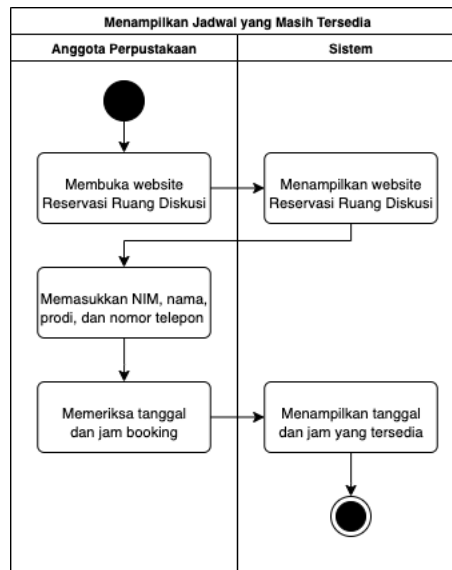 Menampilkan Jadwal yang Masih Tersedia
Anggota Perpustakaan
Sistem
Membuka website
Reservasi Ruang Diskusi
Menampilkan website
Reservasi Ruang Diskusi
Memasukkan NIM, nama,
prodi, dan nomor telepon
Memeriksa tanggal
dan jam booking
Menampilkan tanggal
dan jam yang tersedia